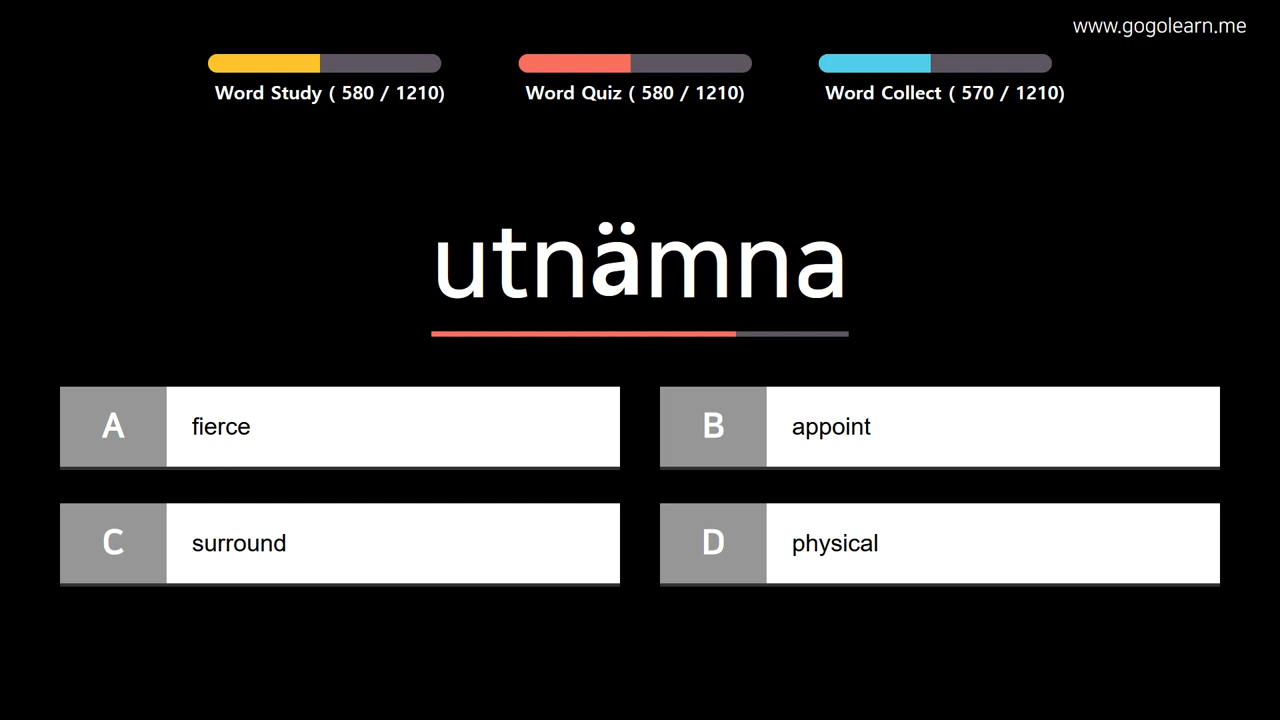 www.gogolearn.me
Word Study ( 580 / 1210)
Word Quiz ( 580 / 1210)
Word Collect ( 570 / 1210)
utnämna
A fierce
B appoint
C surround
D physical